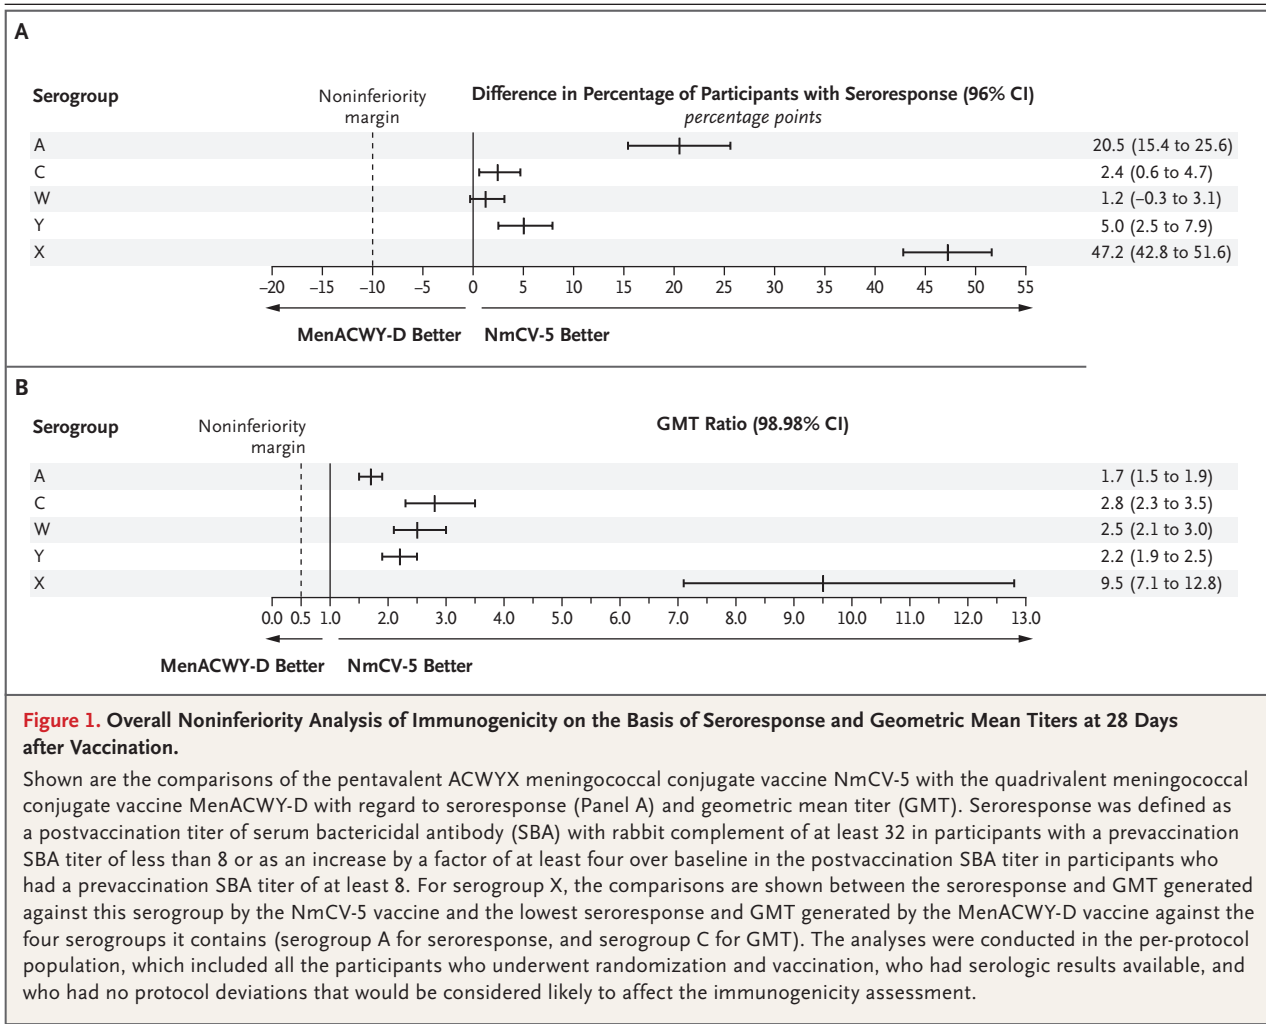 A
Serogroup
Noninferiority
margin
Difference in Percentage of Participants with Seroresponse (96% CI)
percentage points
A 20.5 (15.4 to 25.6)
C 2.4 (0.6 to 4.7)
W 1.2 (–0.3 to 3.1)
Y 5.0 (2.5 to 7.9)
X 47.2 (42.8 to 51.6)
–20 –15 –10 –5 0 5 10 15 20 25 30 35 40 45 50 55
MenACWY-D Better NmCV-5 Better
B
Serogroup
Noninferiority
margin
GMT Ratio (98.98% CI)
A 1.7 (1.5 to 1.9)
C 2.8 (2.3 to 3.5)
W 2.5 (2.1 to 3.0)
Y 2.2 (1.9 to 2.5)
X 9.5 (7.1 to 12.8)
0.0 0.5 1.0 2.0 3.0 4.0 5.0 6.0 7.0 8.0 9.0 10.0 11.0 12.0 13.0
MenACWY-D Better NmCV-5 Better
Figure 1. Overall Noninferiority Analysis of Immunogenicity on the Basis of Seroresponse and Geometric Mean Titers at 28 Days
after Vaccination.
Shown are the comparisons of the pentavalent ACWYX meningococcal conjugate vaccine NmCV-5 with the quadrivalent meningococcal
conjugate vaccine MenACWY-D with regard to seroresponse (Panel A) and geometric mean titer (GMT). Seroresponse was defined as
a postvaccination titer of serum bactericidal antibody (SBA) with rabbit complement of at least 32 in participants with a prevaccination
SBA titer of less than 8 or as an increase by a factor of at least four over baseline in the postvaccination SBA titer in participants who
had a prevaccination SBA titer of at least 8. For serogroup X, the comparisons are shown between the seroresponse and GMT generated
against this serogroup by the NmCV-5 vaccine and the lowest seroresponse and GMT generated by the MenACWY-D vaccine against the
four serogroups it contains (serogroup A for seroresponse, and serogroup C for GMT). The analyses were conducted in the per-protocol
population, which included all the participants who underwent randomization and vaccination, who had serologic results available, and
who had no protocol deviations that would be considered likely to affect the immunogenicity assessment.